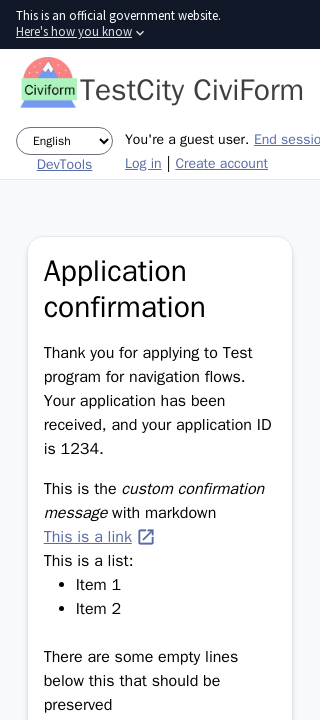 This is an official government website.
Here's how you know
Civiform TestCity CiviForm
English
You're a guest user. End sessio
DevTools
Log in | Create account
Application
confirmation
Thank you for applying to Test
program for navigation flows.
Your application has been
received, and your application ID
is 1234.
This is the custom confirmation
message with markdown
This is a link
This is a list:
• Item 1
• Item 2
There are some empty lines
below this that should be
preserved